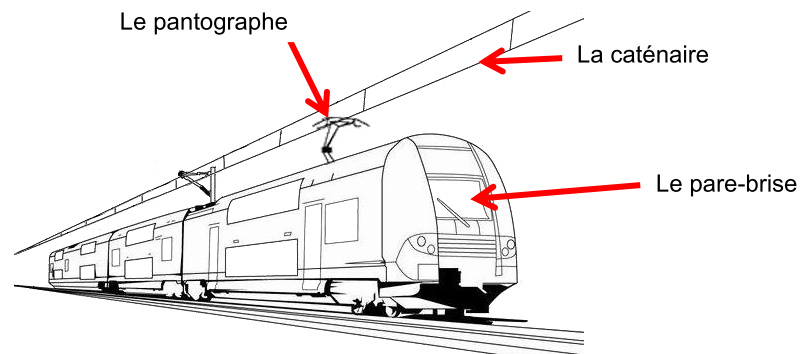 Le pantographe
La caténaire
Le pare-brise